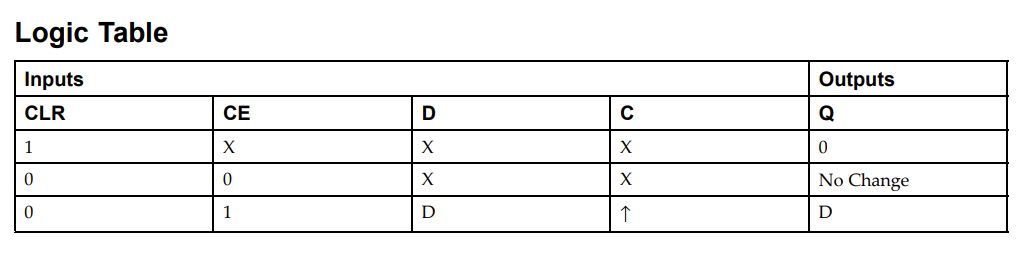 Logic Table
Inputs Outputs
CLR CE D C Q
1 X X X 0
0 0 X X No Change
0 1 D ↑ D